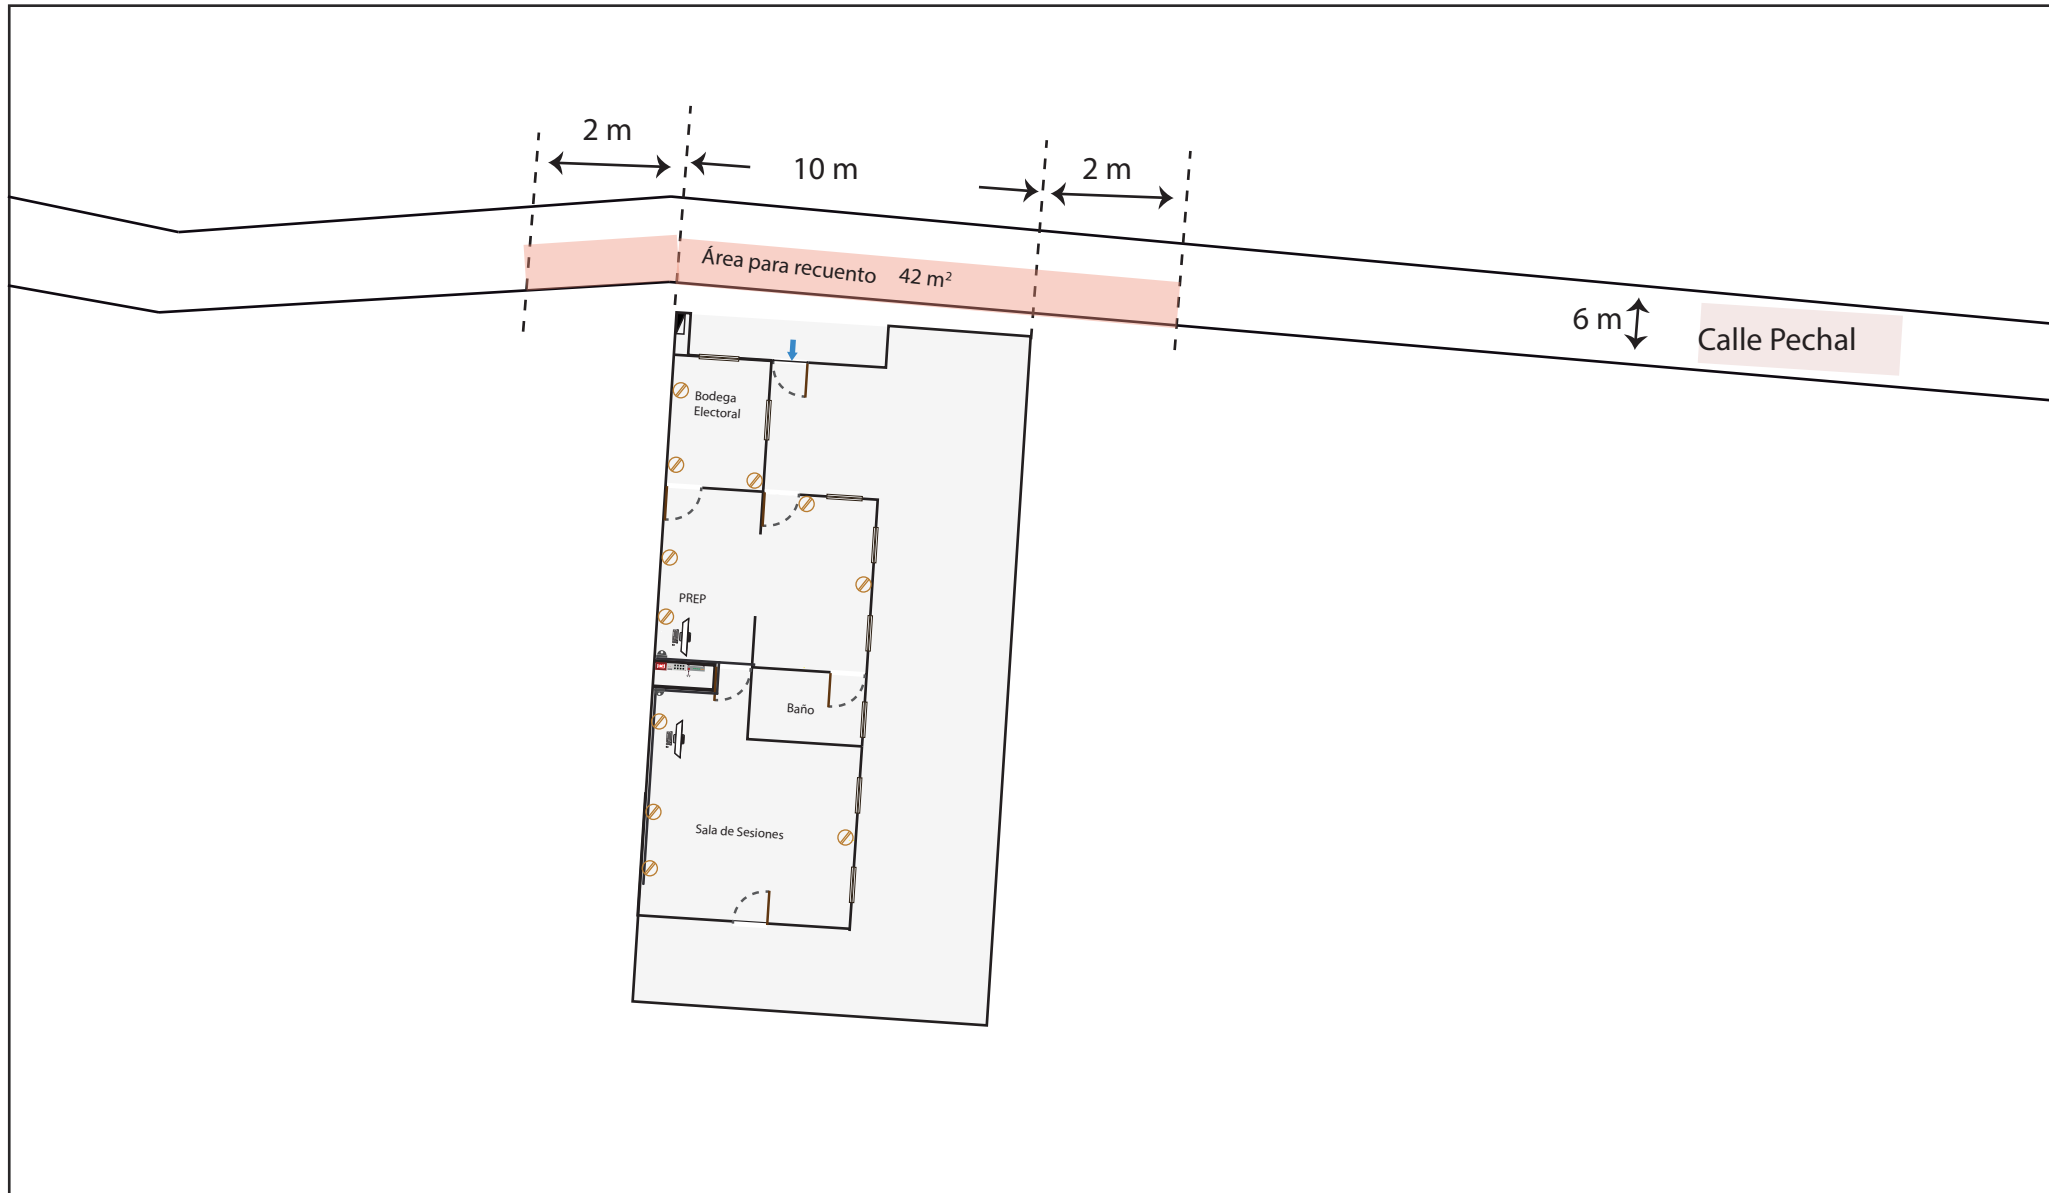 2 m
10 m
2 m
Área para recuento 42 m²
6 m
Calle Pechal
Bodega
Electoral
PREP
Baño
Sala de Sesiones